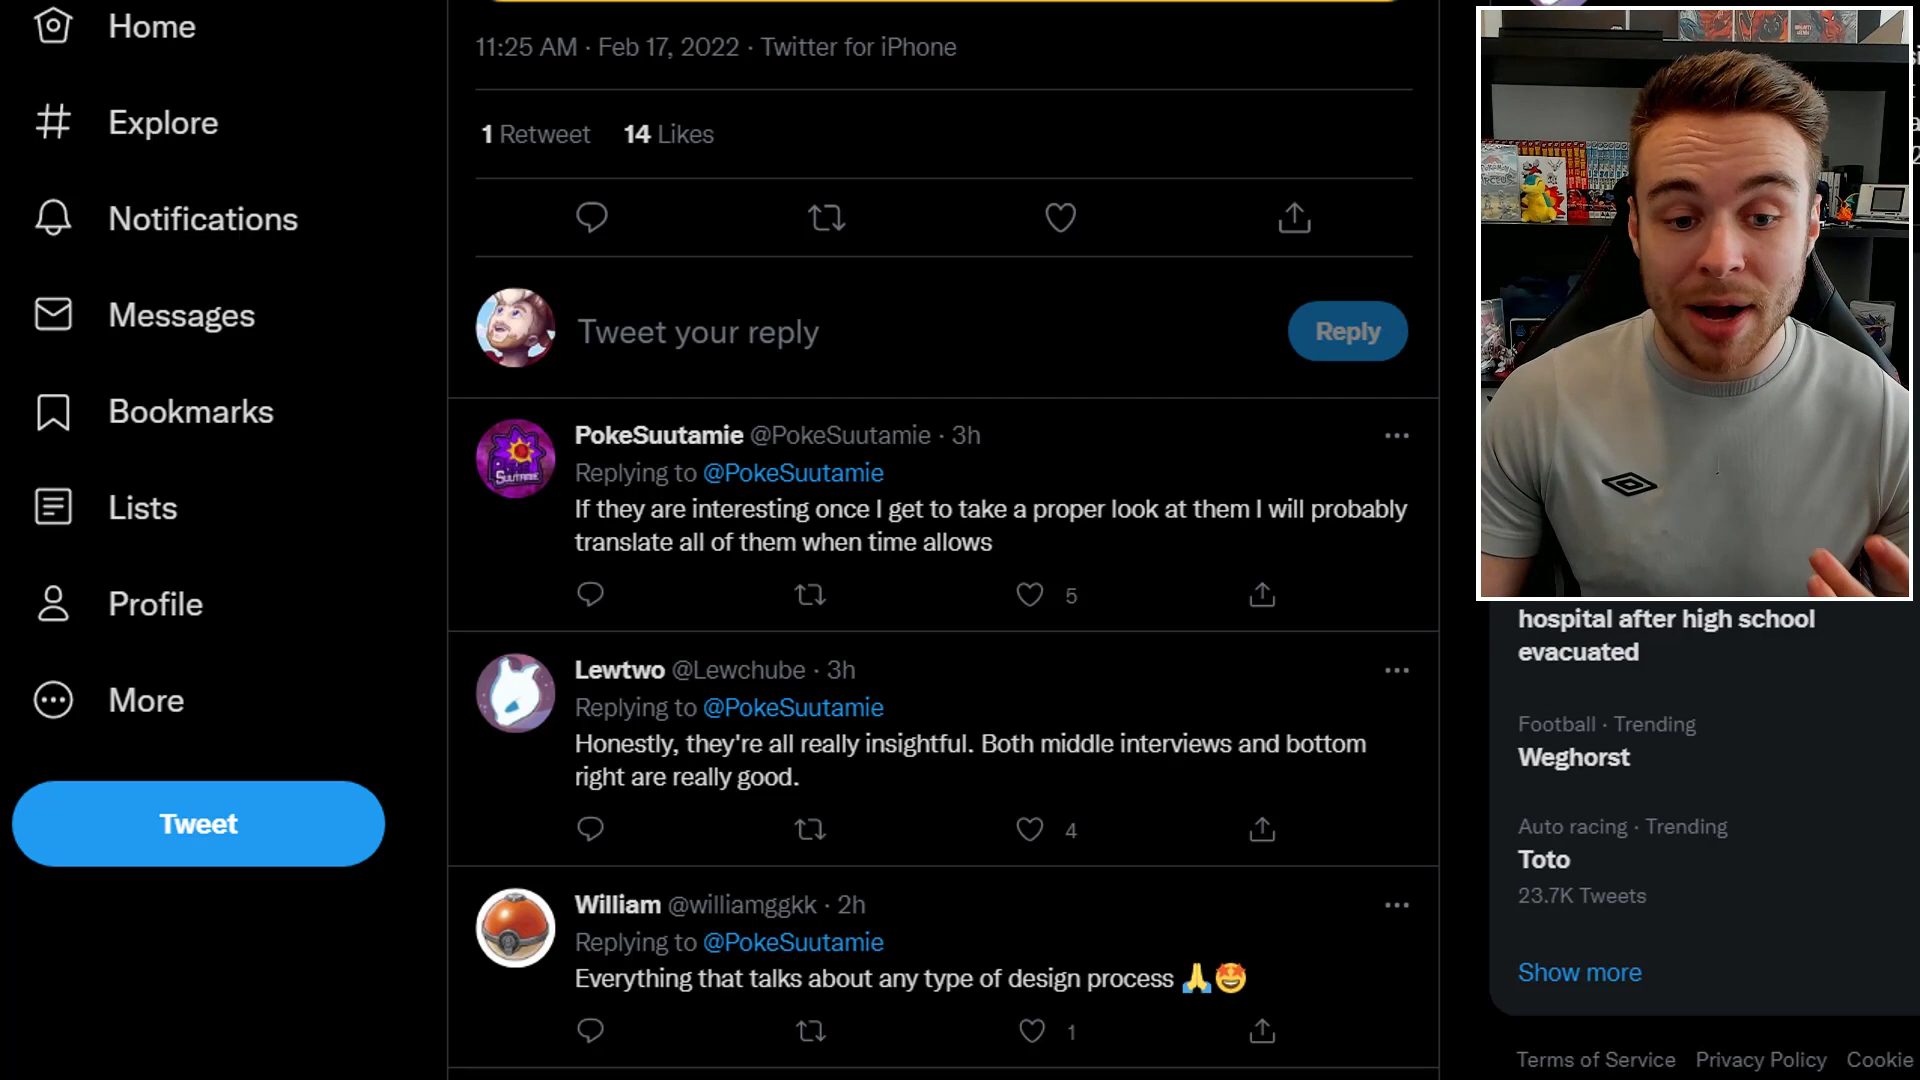 Home
Explore
Notifications
Messages
Bookmarks
Lists
Profile
More
Tweet
11:25 AM · Feb 17, 2022 · Twitter for iPhone
1 Retweet 14 Likes
Tweet your reply
Reply
PokeSuutamie @PokeSuutamie · 3h
Replying to @PokeSuutamie
If they are interesting once I get to take a proper look at them I will probably
translate all of them when time allows
5
Lewtwo @Lewchube · 3h
Replying to @PokeSuutamie
Honestly, they're all really insightful. Both middle interviews and bottom
right are really good.
4
William @williamggkk · 2h
Replying to @PokeSuutamie
Everything that talks about any type of design process 🙏🤩
1
hospital after high school
evacuated
Football · Trending
Weghorst
Auto racing · Trending
Toto
23.7K Tweets
Show more
Terms of Service Privacy Policy Cookie